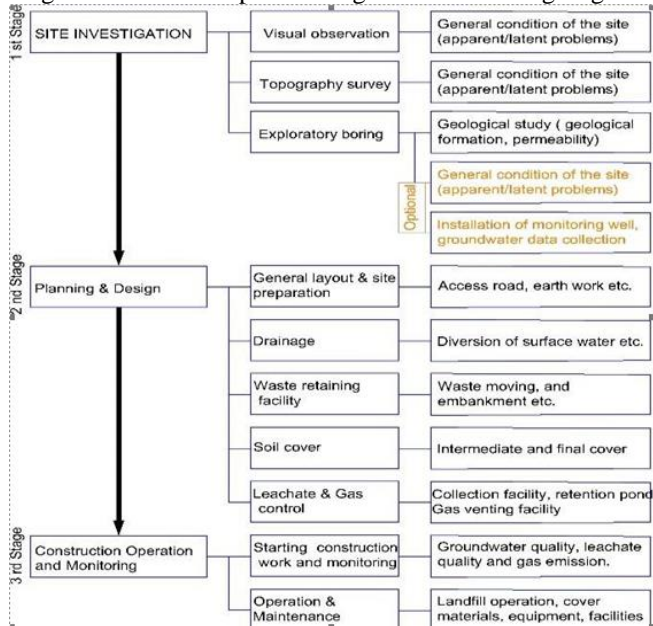 1 st Stage
SITE INVESTIGATION
Visual observation
General condition of the site
(apparent/latent problems)
Topography survey
General condition of the site
(apparent/latent problems)
Exploratory boring
Geological study ( geological
formation, permeability)
Optional
General condition of the site
(apparent/latent problems)
Installation of monitoring well,
groundwater data collection
2 nd Stage
Planning & Design
General layout & site
preparation
Access road, earth work etc.
Drainage
Diversion of surface water etc.
Waste retaining
facility
Waste moving, and
embankment etc.
Soil cover
Intermediate and final cover
Leachate & Gas
control
Collection facility, retention pond
Gas venting facility
3 rd Stage
Construction Operation
and Monitoring
Starting construction
work and monitoring
Groundwater quality, leachate
quality and gas emission.
Operation &
Maintenance
Landfill operation, cover
materials, equipment, facilities